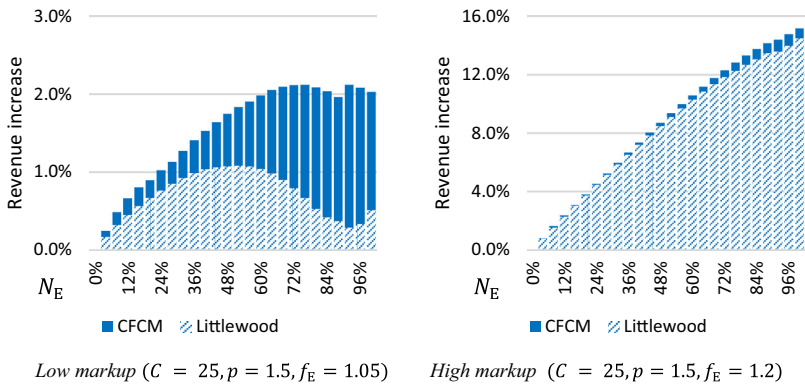 3.0%
2.0%
1.0%
0.0%
Revenue increase
0%
12%
24%
36%
48%
60%
72%
84%
96%
N_E
CFCM
Littlewood
Low markup (C = 25, p = 1.5, f_E = 1.05)
16.0%
12.0%
8.0%
4.0%
0.0%
Revenue increase
0%
12%
24%
36%
48%
60%
72%
84%
96%
N_E
CFCM
Littlewood
High markup (C = 25, p = 1.5, f_E = 1.2)